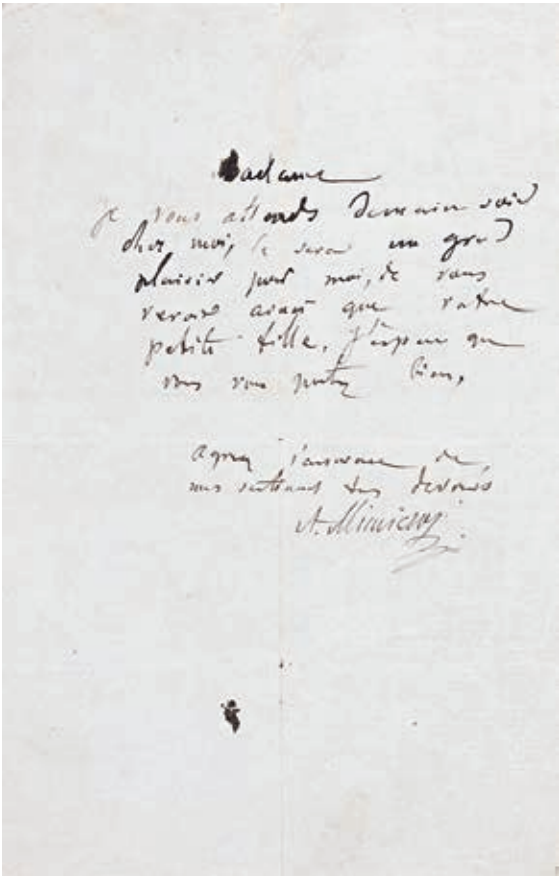 Madame
je vous attends demain soir
chez moi, ce sera un grand
plaisir pour moi, de vous
revoir ainsi que votre
petite fille. J'espère que
vous vous portez bien,
agréez l'assurance de
mes sentiments très dévoués
A.